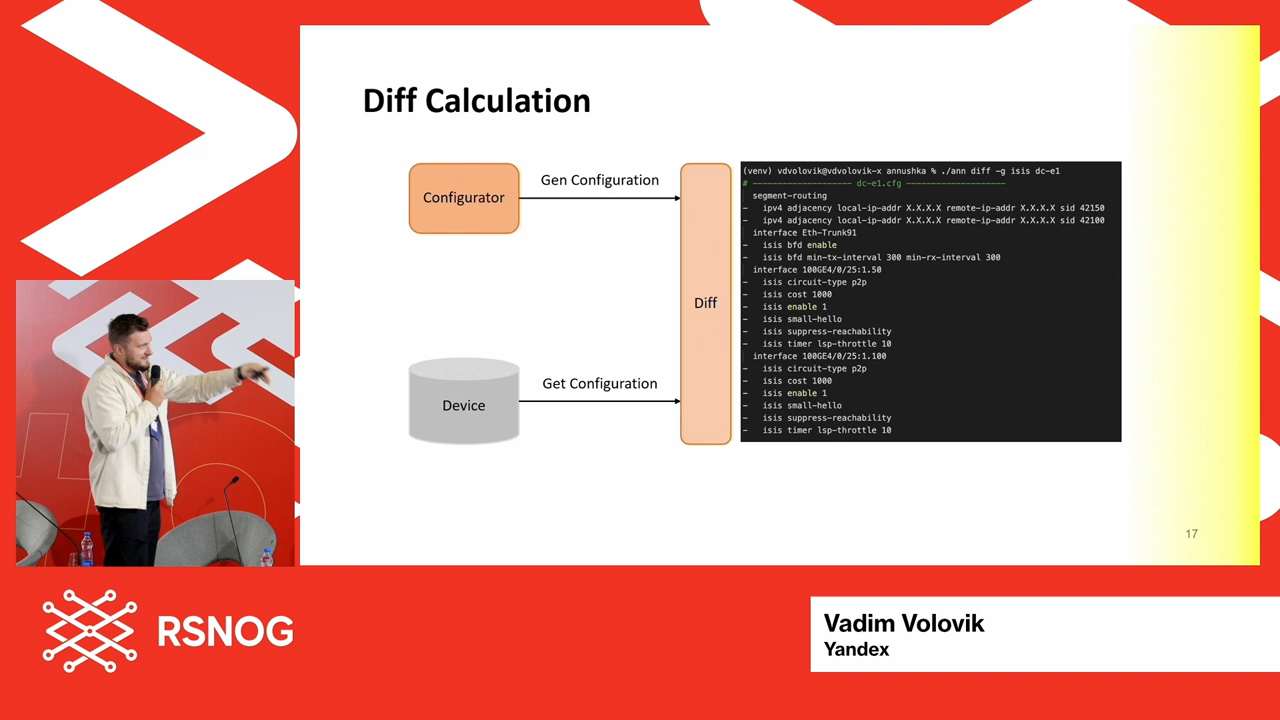 Diff Calculation
Configurator
Gen Configuration
Diff
Device
Get Configuration
(venv) vdvolovik@vdvolovik-x annushka % ./ann diff -g isis dc-e1
# -------------------- dc-e1.cfg --------------------
  segment-routing
-   ipv4 adjacency local-ip-addr X.X.X.X remote-ip-addr X.X.X.X sid 42150
-   ipv4 adjacency local-ip-addr X.X.X.X remote-ip-addr X.X.X.X sid 42100
  interface Eth-Trunk91
-   isis bfd enable
-   isis bfd min-tx-interval 300 min-rx-interval 300
  interface 100GE4/0/25:1.50
-   isis circuit-type p2p
-   isis cost 1000
-   isis enable 1
-   isis small-hello
-   isis suppress-reachability
-   isis timer lsp-throttle 10
  interface 100GE4/0/25:1.100
-   isis circuit-type p2p
-   isis cost 1000
-   isis enable 1
-   isis small-hello
-   isis suppress-reachability
-   isis timer lsp-throttle 10
17
RSNOG
Vadim Volovik
Yandex